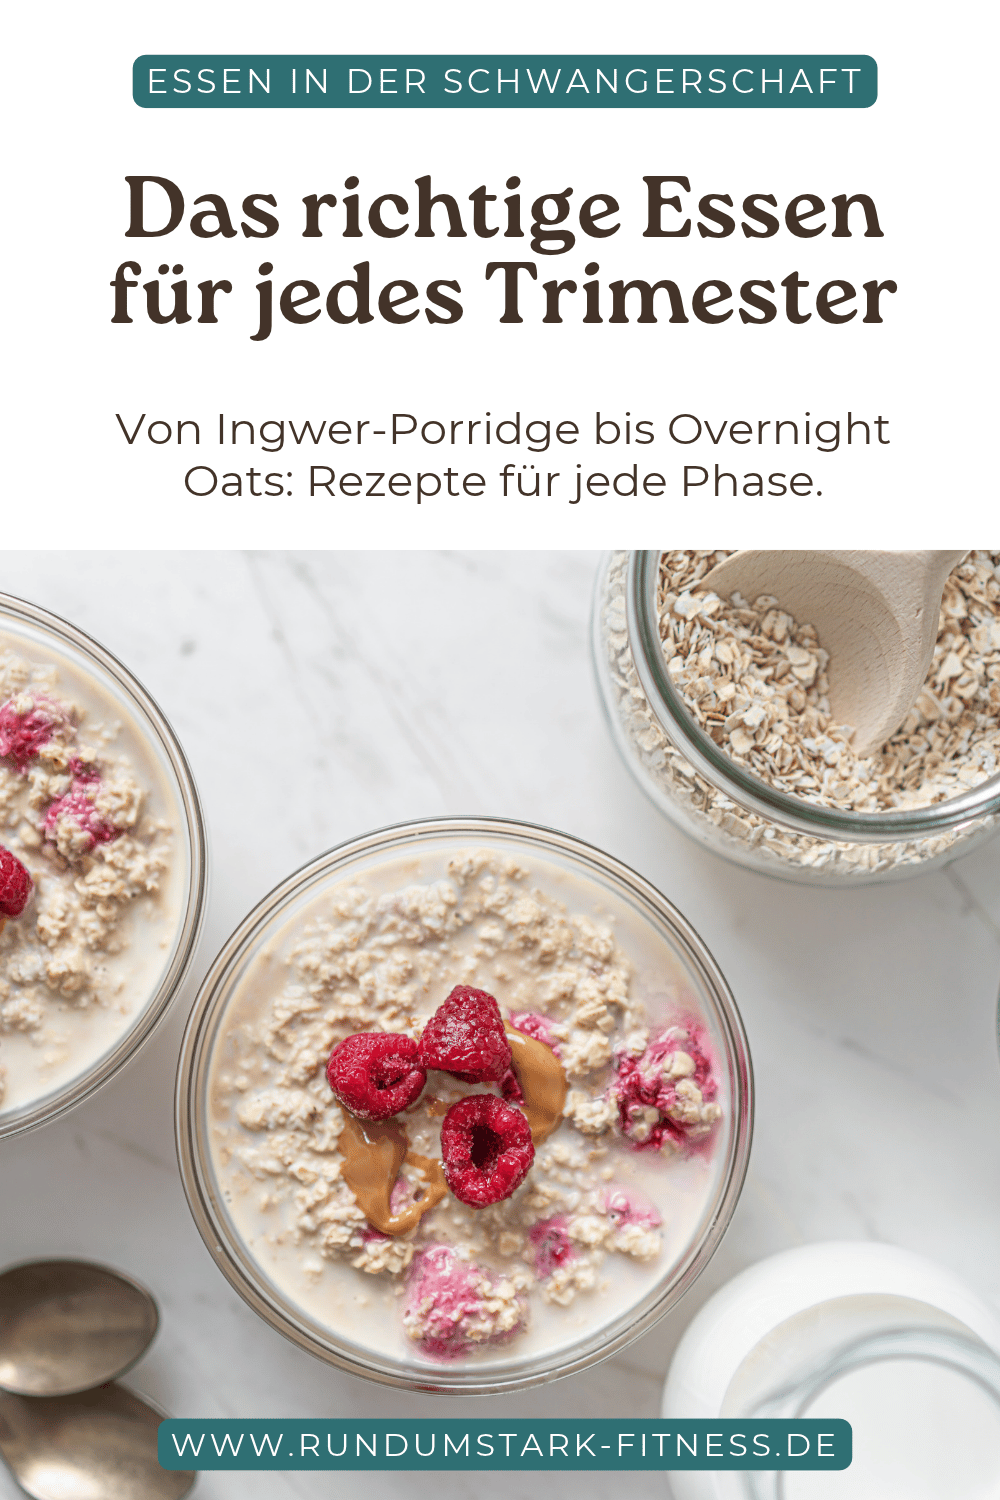 ESSEN IN DER SCHWANGERSCHAFT
Das richtige Essen
für jedes Trimester
Von Ingwer-Porridge bis Overnight
Oats: Rezepte für jede Phase.
WWW.RUNDUMSTARK-FITNESS.DE